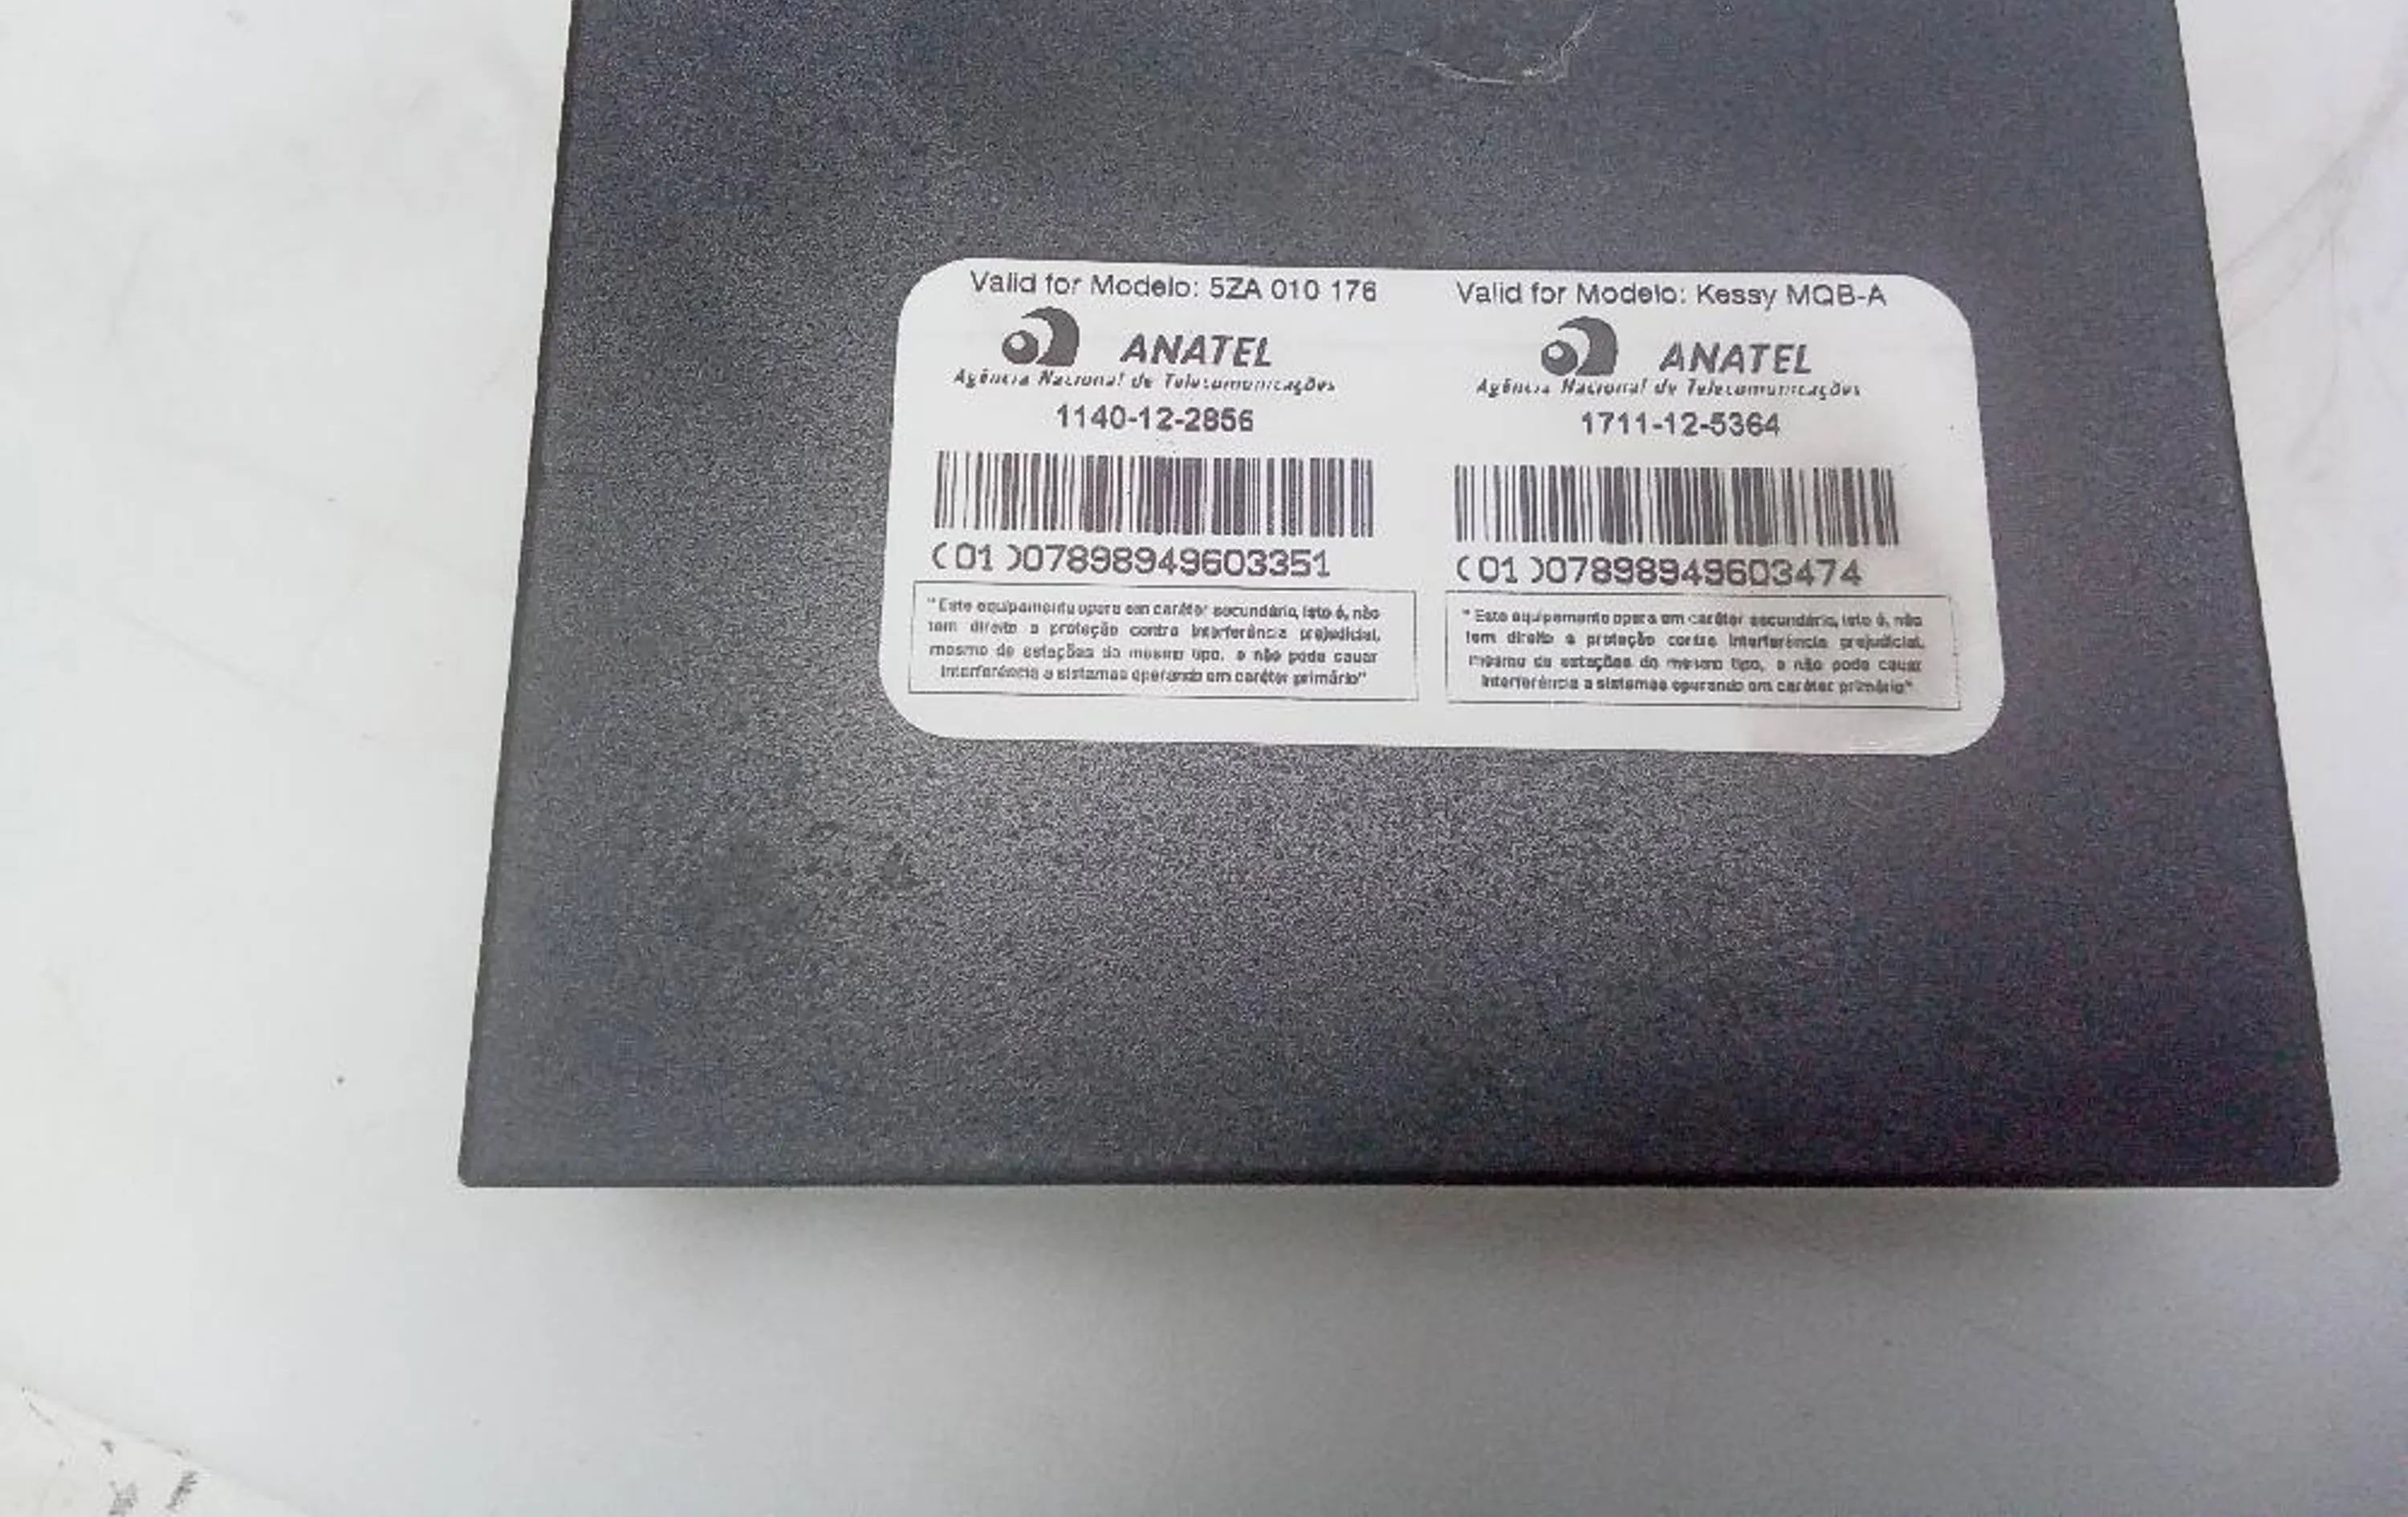 Valid for Modelo: 5ZA 010 176
ANATEL
Agência Nacional de Telecomunicações
1140-12-2856
(01)07898949603351
"Este equipamento opera em caráter secundário, isto é, não
tem direito a proteção contra interferência prejudicial,
mesmo de estações do mesmo tipo, e não pode cauar
interferência a sistemas operando em caráter primário"
Valid for Modelo: Kessy MQB-A
ANATEL
Agência Nacional de Telecomunicações
1711-12-5364
(01)07898949603474
"Este equipamento opera em caráter secundário, isto é, não
tem direito a proteção contra interferência prejudicial,
mesmo de estações do mesmo tipo, e não pode cauar
interferência a sistemas operando em caráter primário"